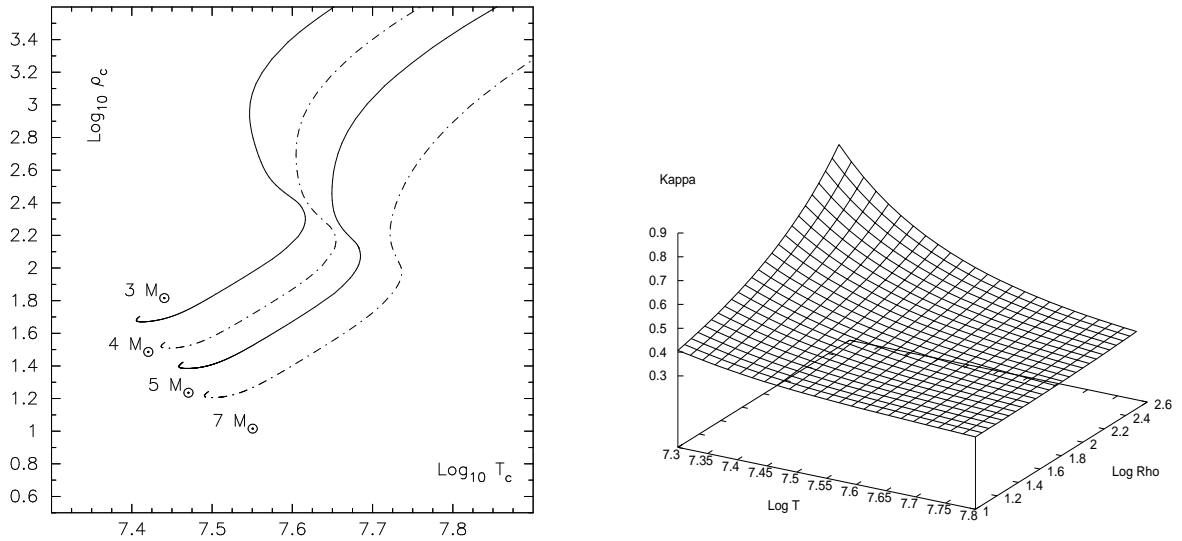 3.4
3.2
3
2.8
2.6
2.4
2.2
2
1.8
1.6
1.4
1.2
1
0.8
0.6
Log₁₀ ρ_c
3 M⊙
4 M⊙
5 M⊙
7 M⊙
Log₁₀ T_c
7.4 7.5 7.6 7.7 7.8
Kappa
0.9
0.8
0.7
0.6
0.5
0.4
0.3
7.3 7.35 7.4 7.45 7.5 7.55 7.6 7.65 7.7 7.75 7.8
Log T
1 1.2 1.4 1.6 1.8 2 2.2 2.4 2.6
Log Rho